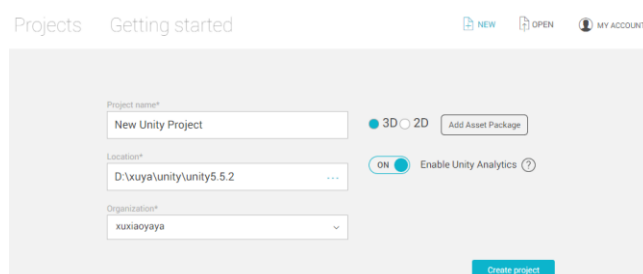 Projects Getting started NEW OPEN MY ACCOUNT
Project name*
New Unity Project 3D 2D Add Asset Package
Location*
D:\xuya\unity\unity5.5.2 ... ON Enable Unity Analytics ?
Organization*
xuxiaoyaya
Create project